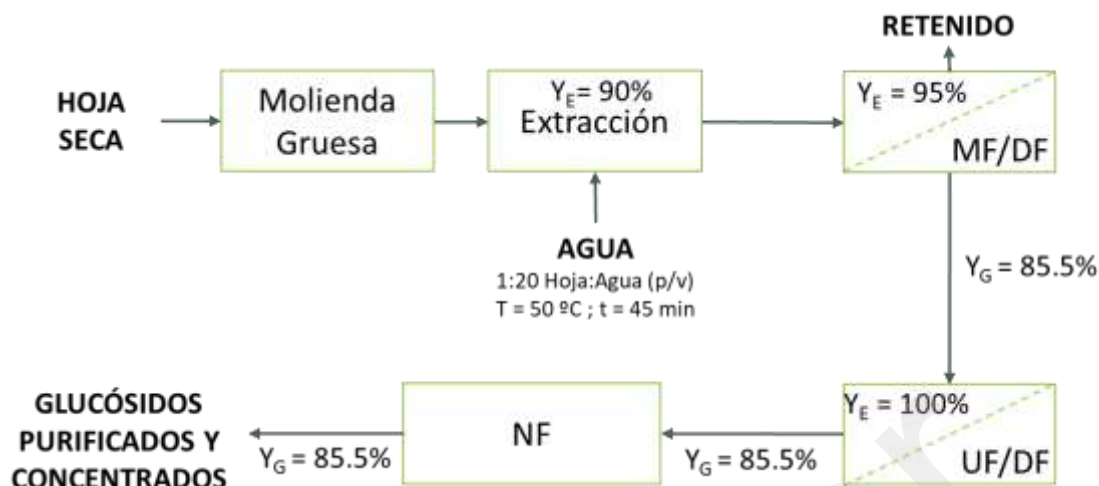 RETENIDO
HOJA
SECA
Molienda
Gruesa
Y_E= 90%
Extracción
Y_E = 95%
MF/DF
AGUA
1:20 Hoja:Agua (p/v)
T = 50 ºC ; t = 45 min
Y_G = 85.5%
GLUCÓSIDOS
PURIFICADOS Y
CONCENTRADOS
Y_G = 85.5%
NF
Y_G = 85.5%
Y_E = 100%
UF/DF